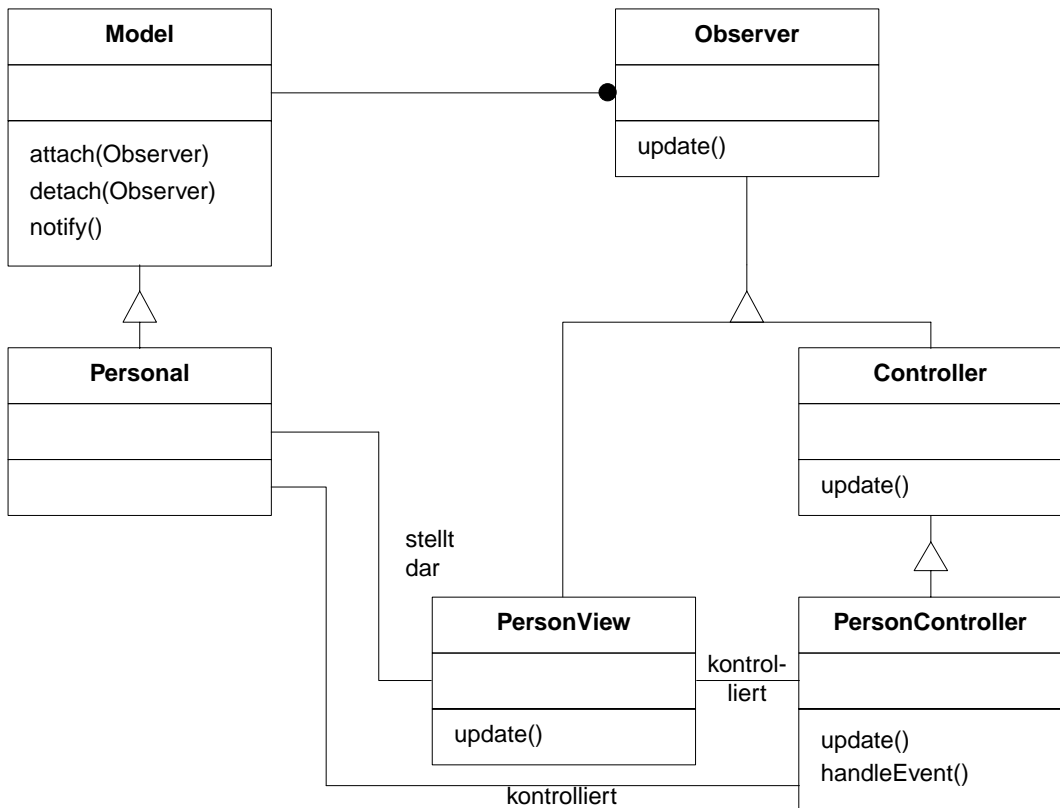 Model
attach(Observer)
detach(Observer)
notify()
Observer
update()
Personal
Controller
update()
stellt
dar
PersonView
update()
kontrol-
liert
PersonController
update()
handleEvent()
kontrolliert